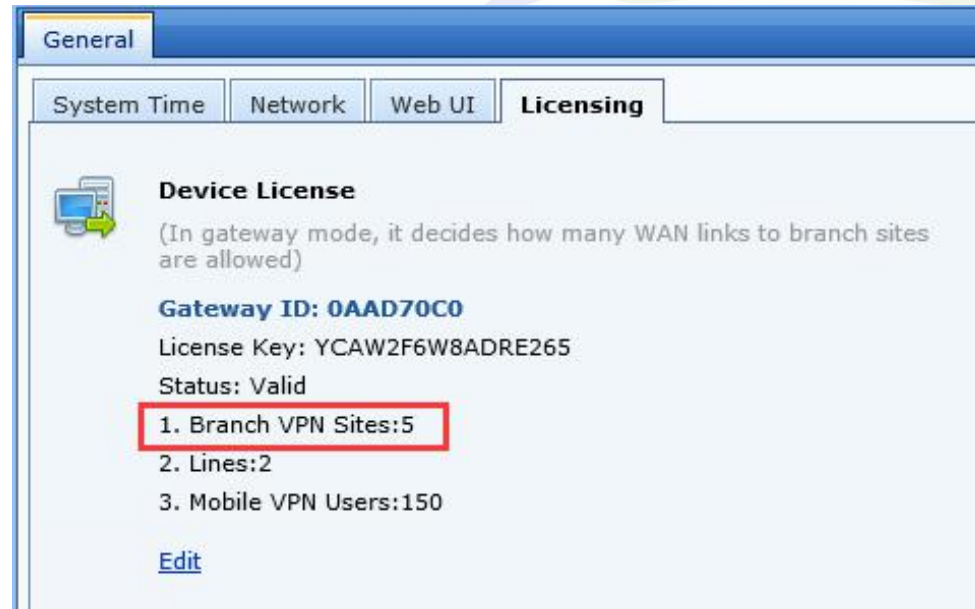 General
System Time Network Web UI Licensing
Device License
(In gateway mode, it decides how many WAN links to branch sites
are allowed)
Gateway ID: 0AAD70C0
License Key: YCAW2F6W8ADRE265
Status: Valid
1. Branch VPN Sites:5
2. Lines:2
3. Mobile VPN Users:150
Edit